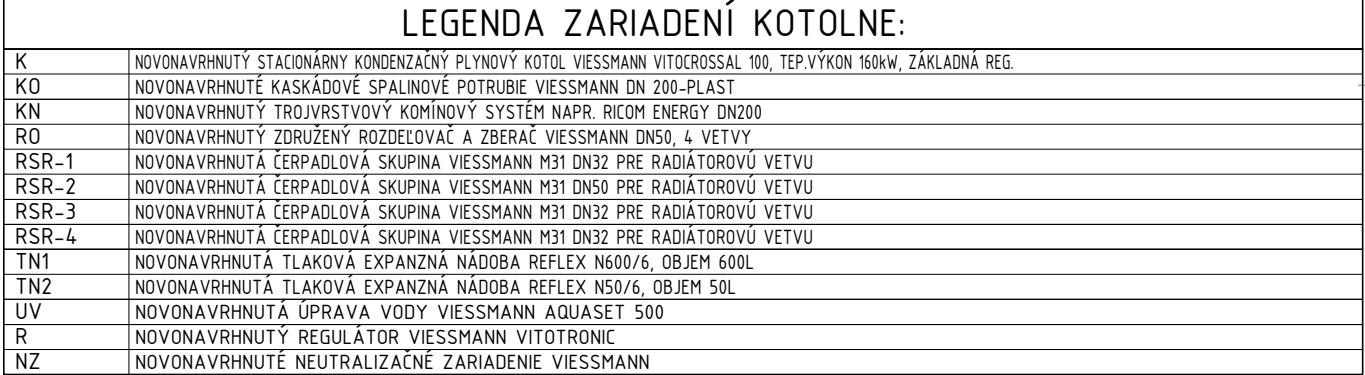 LEGENDA ZARIADENÍ KOTOLNE:
K NOVONAVRHNUTÝ STACIONÁRNY KONDENZAČNÝ PLYNOVÝ KOTOL VIESSMANN VITOCROSSAL 100, TEP.VÝKON 160kW, ZÁKLADNÁ REG.
KO NOVONAVRHNUTÉ KASKÁDOVÉ SPALINOVÉ POTRUBIE VIESSMANN DN 200-PLAST
KN NOVONAVRHNUTÝ TROJVRSTVOVÝ KOMÍNOVÝ SYSTÉM NAPR. RICOM ENERGY DN200
RO NOVONAVRHNUTÝ ZDRUŽENÝ ROZDEĽOVAČ A ZBERAČ VIESSMANN DN50, 4 VETVY
RSR-1 NOVONAVRHNUTÁ ČERPADLOVÁ SKUPINA VIESSMANN M31 DN32 PRE RADIÁTOROVÚ VETVU
RSR-2 NOVONAVRHNUTÁ ČERPADLOVÁ SKUPINA VIESSMANN M31 DN50 PRE RADIÁTOROVÚ VETVU
RSR-3 NOVONAVRHNUTÁ ČERPADLOVÁ SKUPINA VIESSMANN M31 DN32 PRE RADIÁTOROVÚ VETVU
RSR-4 NOVONAVRHNUTÁ ČERPADLOVÁ SKUPINA VIESSMANN M31 DN32 PRE RADIÁTOROVÚ VETVU
TN1 NOVONAVRHNUTÁ TLAKOVÁ EXPANZNÁ NÁDOBA REFLEX N600/6, OBJEM 600L
TN2 NOVONAVRHNUTÁ TLAKOVÁ EXPANZNÁ NÁDOBA REFLEX N50/6, OBJEM 50L
UV NOVONAVRHNUTÁ ÚPRAVA VODY VIESSMANN AQUASET 500
R NOVONAVRHNUTÝ REGULÁTOR VIESSMANN VITOTRONIC
NZ NOVONAVRHNUTÉ NEUTRALIZAČNÉ ZARIADENIE VIESSMANN